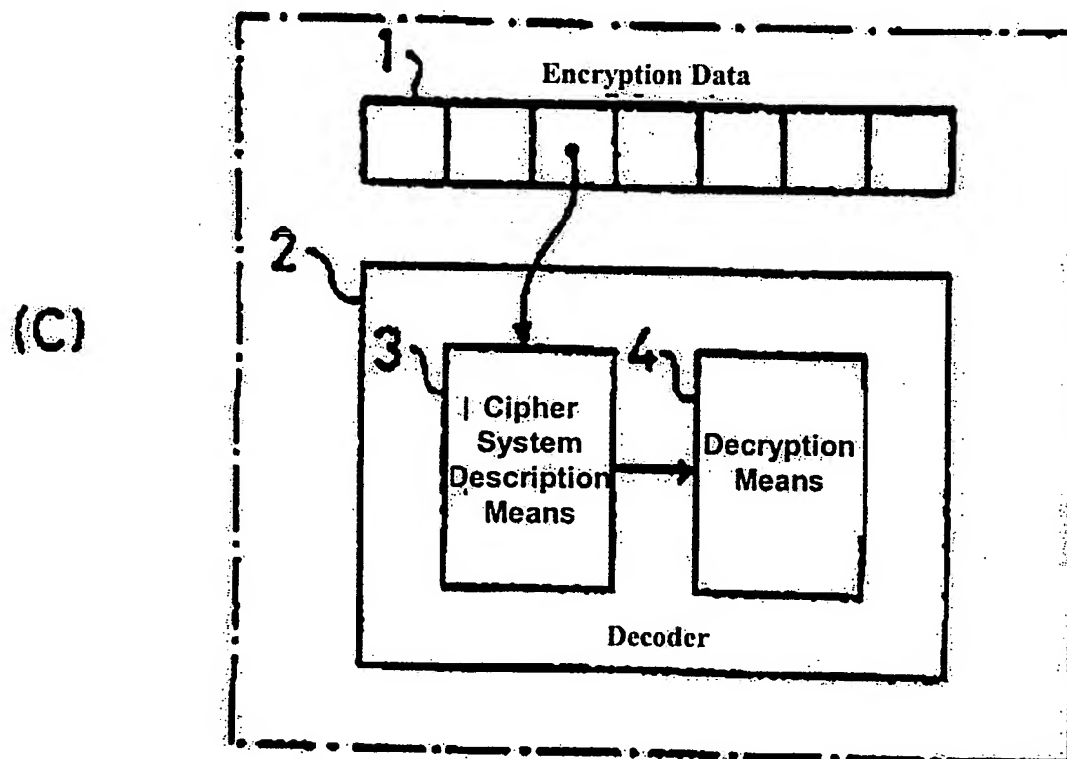 1
Encryption Data
2
(C)
3
Cipher
System
Description
Means
4
Decryption
Means
Decoder